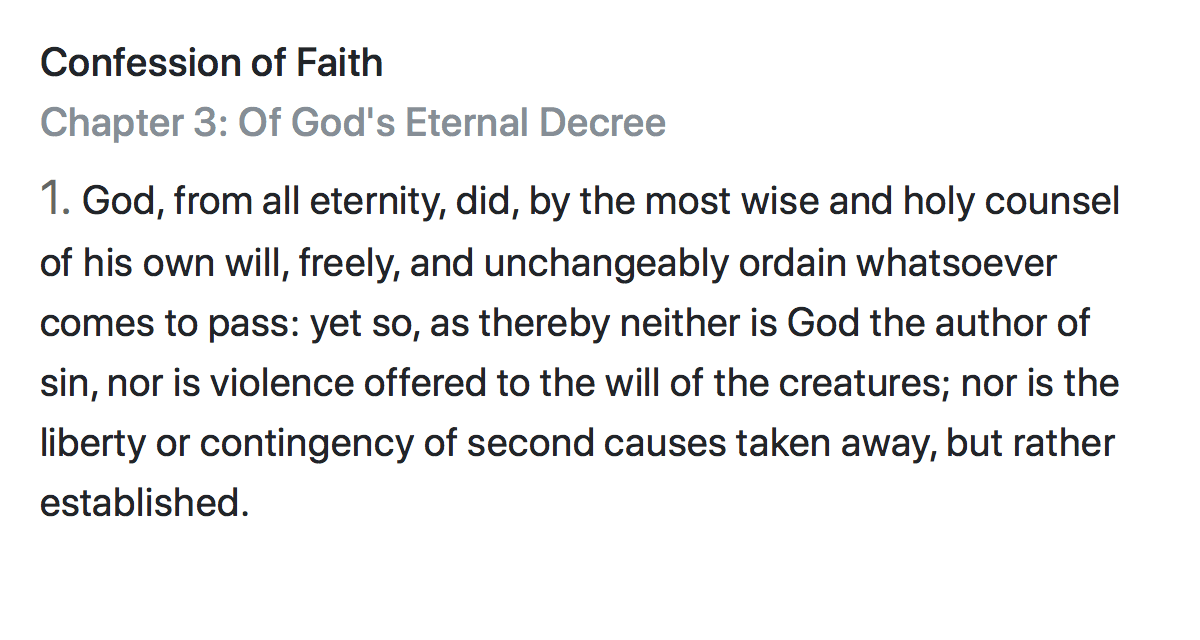 Confession of Faith
Chapter 3: Of God's Eternal Decree
1. God, from all eternity, did, by the most wise and holy counsel
of his own will, freely, and unchangeably ordain whatsoever
comes to pass: yet so, as thereby neither is God the author of
sin, nor is violence offered to the will of the creatures; nor is the
liberty or contingency of second causes taken away, but rather
established.